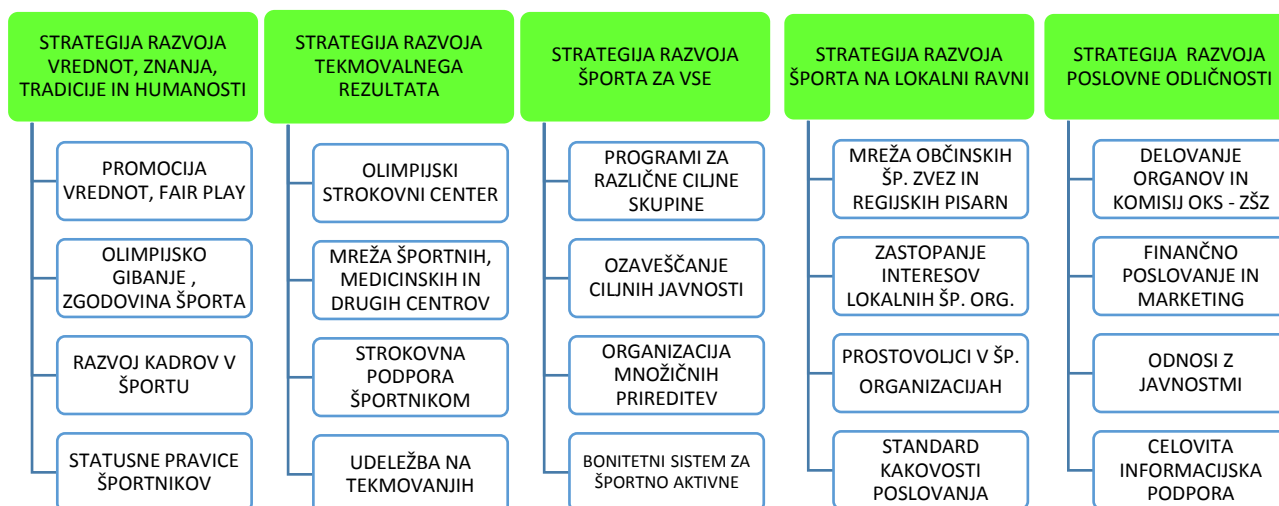 STRATEGIJA RAZVOJA
VREDNOT, ZNANJA,
TRADICIJE IN HUMANOSTI
PROMOCIJA
VREDNOT, FAIR PLAY
OLIMPIJSKO
GIBANJE ,
ZGODOVINA ŠPORTA
RAZVOJ KADROV V
ŠPORTU
STATUSNE PRAVICE
ŠPORTNIKOV
STRATEGIJA RAZVOJA
TEKMOVALNEGA
REZULTATA
OLIMPIJSKI
STROKOVNI CENTER
MREŽA ŠPORTNIH,
MEDICINSKIH IN
DRUGIH CENTROV
STROKOVNA
PODPORA
ŠPORTNIKOM
UDELEŽBA NA
TEKMOVANJIH
STRATEGIJA RAZVOJA
ŠPORTA ZA VSE
PROGRAMI ZA
RAZLIČNE CILJNE
SKUPINE
OZAVEŠČANJE
CILJNIH JAVNOSTI
ORGANIZACIJA
MNOŽIČNIH
PRIREDITEV
BONITETNI SISTEM ZA
ŠPORTNO AKTIVNE
STRATEGIJA RAZVOJA
ŠPORTA NA LOKALNI RAVNI
MREŽA OBČINSKIH
ŠP. ZVEZ IN
REGIJSKIH PISARN
ZASTOPANJE
INTERESOV
LOKALNIH ŠP. ORG.
PROSTOVOLJCI V ŠP.
ORGANIZACIJAH
STANDARD
KAKOVOSTI
POSLOVANJA
STRATEGIJA RAZVOJA
POSLOVNE ODLIČNOSTI
DELOVANJE
ORGANOV IN
KOMISIJ OKS - ZŠZ
FINANČNO
POSLOVANJE IN
MARKETING
ODNOSI Z
JAVNOSTMI
CELOVITA
INFORMACIJSKA
PODPORA